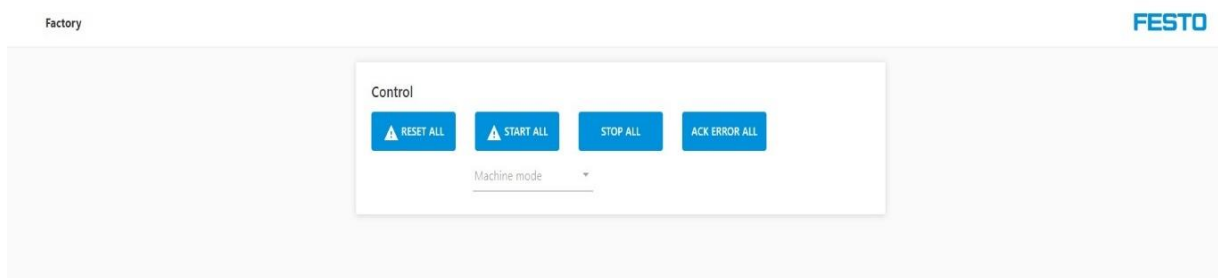 Factory
FESTO
Control
RESET ALL
START ALL
STOP ALL
ACK ERROR ALL
Machine mode